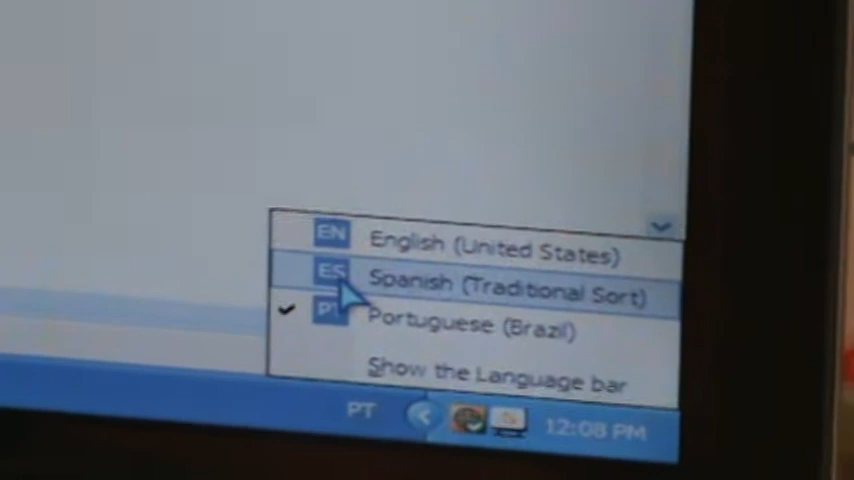 EN English (United States)
ES Spanish (Traditional Sort)
PT Portuguese (Brazil)
Show the Language bar
PT 12:08 PM